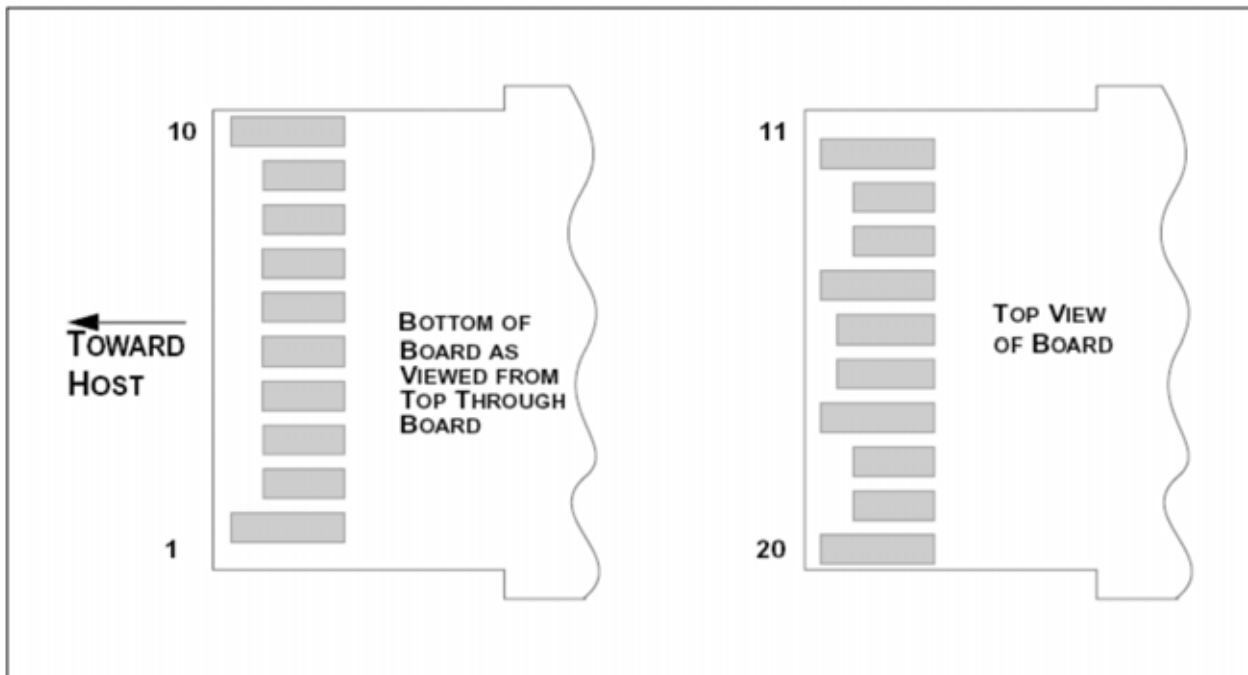 10
1
TOWARD
HOST
BOTTOM OF
BOARD AS
VIEWED FROM
TOP THROUGH
BOARD
11
20
TOP VIEW
OF BOARD